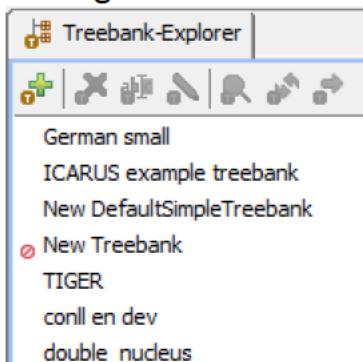 Treebank-Explorer
German small
ICARUS example treebank
New DefaultSimpleTreebank
New Treebank
TIGER
conll en dev
double nucleus